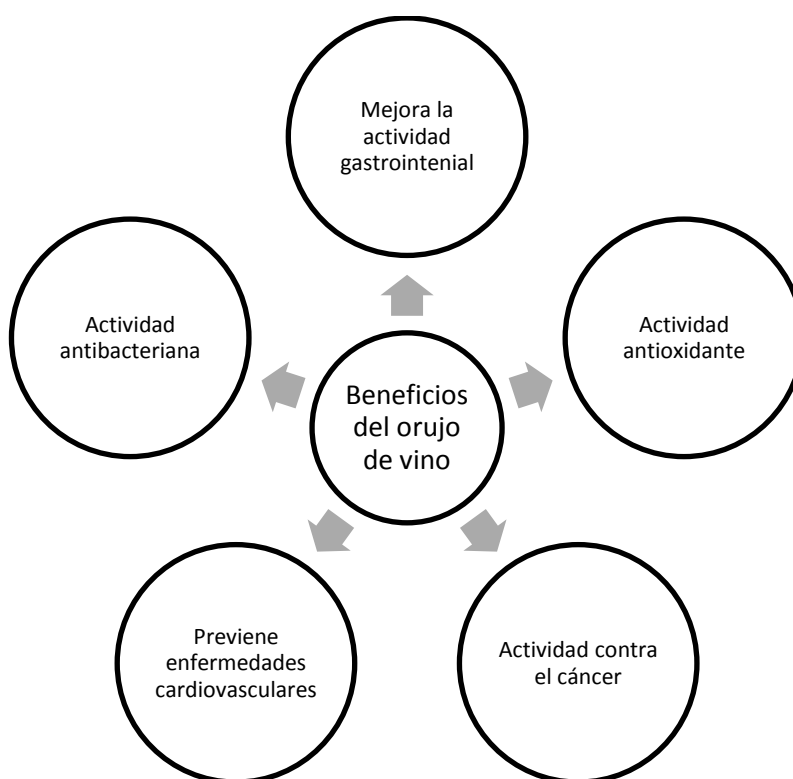 Mejora la
actividad
gastrointenial
Actividad
antibacteriana
Actividad
antioxidante
Beneficios
del orujo
de vino
Previene
enfermedades
cardiovasculares
Actividad contra
el cáncer